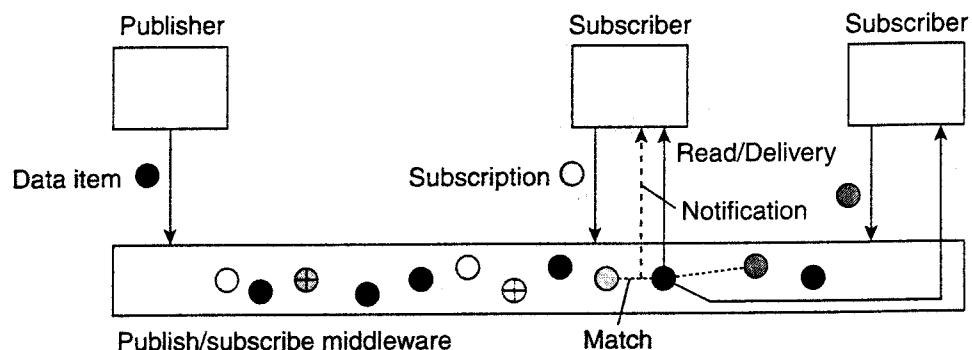 Publisher
Subscriber
Subscriber
Read/Delivery
Data item
Subscription
Notification
Publish/subscribe middleware
Match